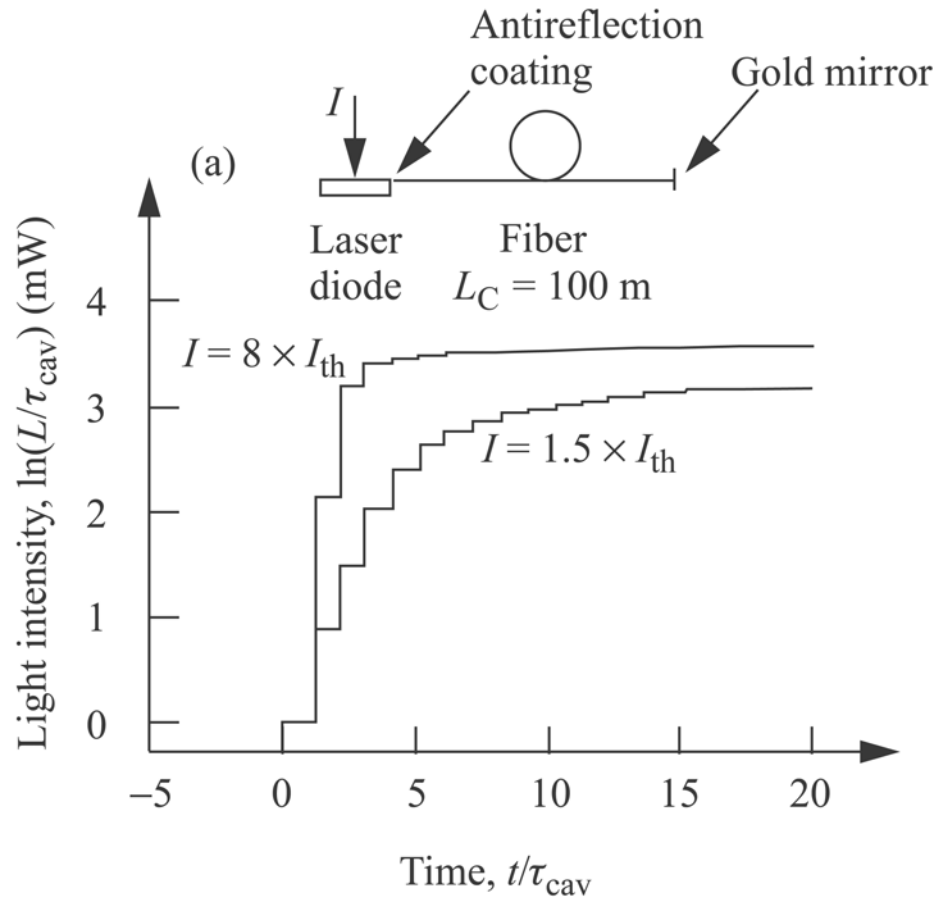 Antireflection
coating
Gold mirror
I
(a)
Laser
diode
Fiber
L_C = 100 m
Light intensity, ln(L/τ_cav) (mW)
4
3
2
1
0
I = 8 × I_th
I = 1.5 × I_th
−5
0
5
10
15
20
Time, t/τ_cav